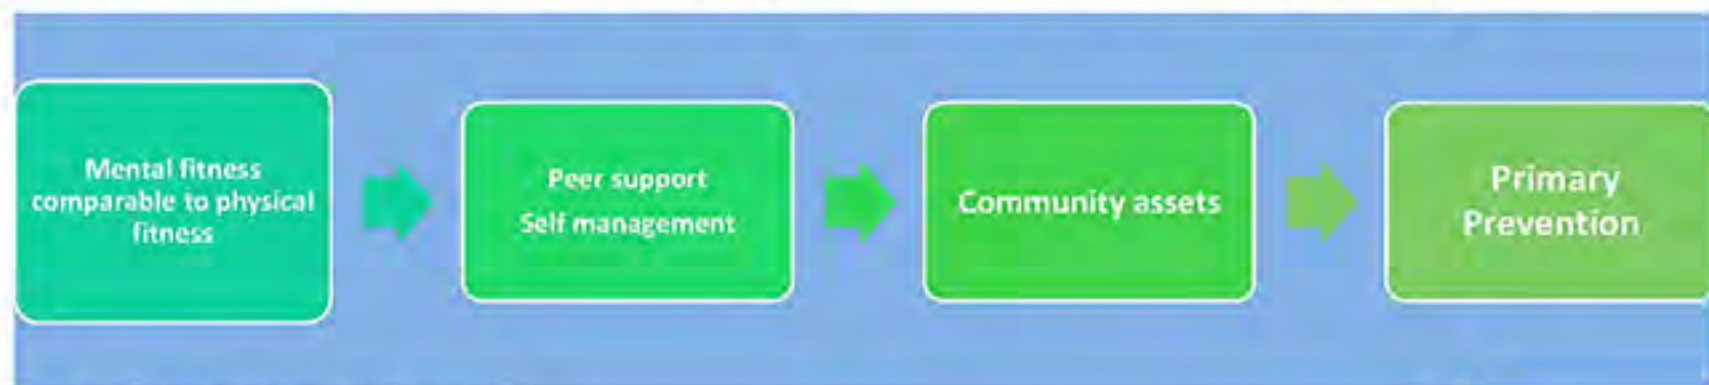 Mental fitness
comparable to physical
fitness
Peer support
Self management
Community assets
Primary
Prevention